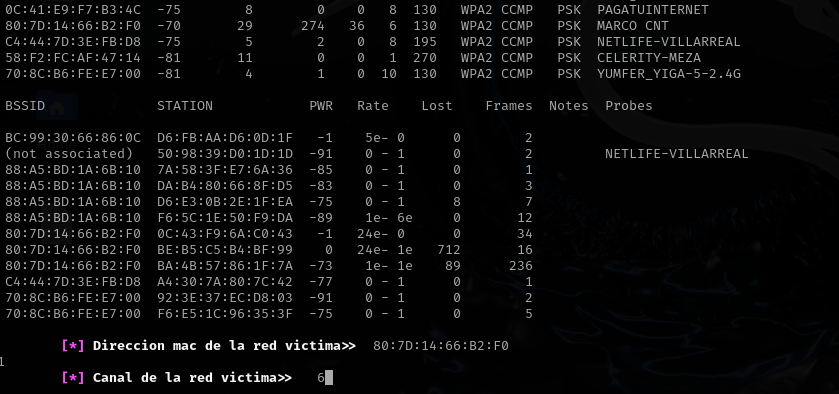 0C:41:E9:F7:B3:4C  -75        8        0    0   8  130   WPA2 CCMP   PSK  PAGATUINTERNET
80:7D:14:66:B2:F0  -70       29      274   36   6  130   WPA2 CCMP   PSK  MARCO CNT
C4:44:7D:3E:FB:D8  -75        5        2    0   8  195   WPA2 CCMP   PSK  NETLIFE-VILLARREAL
58:F2:FC:AF:47:14  -81       11        0    0   1  270   WPA2 CCMP   PSK  CELERITY-MEZA
70:8C:B6:FE:E7:00  -81        4        1    0  10  130   WPA2 CCMP   PSK  YUMFER_YIGA-5-2.4G
BSSID              STATION            PWR   Rate    Lost    Frames  Notes  Probes
BC:99:30:66:86:0C  D6:FB:AA:D6:0D:1F   -1    5e- 0      0        2
(not associated)   50:98:39:D0:1D:1D  -91    0 - 1      0        2         NETLIFE-VILLARREAL
88:A5:BD:1A:6B:10  7A:58:3F:E7:6A:36  -85    0 - 1      0        1
88:A5:BD:1A:6B:10  DA:B4:80:66:8F:D5  -83    0 - 1      0        3
88:A5:BD:1A:6B:10  D6:E3:0B:2E:1F:EA  -75    0 - 1      8        7
88:A5:BD:1A:6B:10  F6:5C:1E:50:F9:DA  -89    1e- 6e     0       12
80:7D:14:66:B2:F0  0C:43:F9:6A:C0:43   -1   24e- 0      0       34
80:7D:14:66:B2:F0  BE:B5:C5:B4:BF:99    0   24e- 1e   712       16
80:7D:14:66:B2:F0  BA:4B:57:86:1F:7A  -73    1e- 1e    89      236
C4:44:7D:3E:FB:D8  A4:30:7A:80:7C:42  -77    0 - 1      0        1
70:8C:B6:FE:E7:00  92:3E:37:EC:D8:03  -91    0 - 1      0        2
70:8C:B6:FE:E7:00  F6:E5:1C:96:35:3F  -75    0 - 1      0        5
[*] Direccion mac de la red victima>>  80:7D:14:66:B2:F0
1
[*] Canal de la red victima>>   6